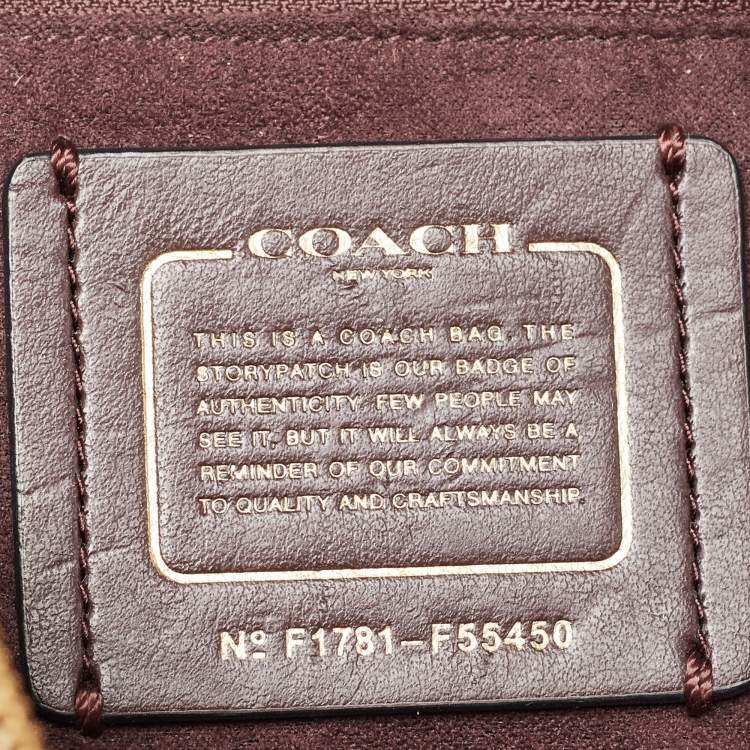 COACH
NEW YORK
THIS IS A COACH BAG. THE
STORYPATCH IS OUR BADGE OF
AUTHENTICITY. FEW PEOPLE MAY
SEE IT, BUT IT WILL ALWAYS BE A
REMINDER OF OUR COMMITMENT
TO QUALITY AND CRAFTSMANSHIP.
Nº F1781-F55450